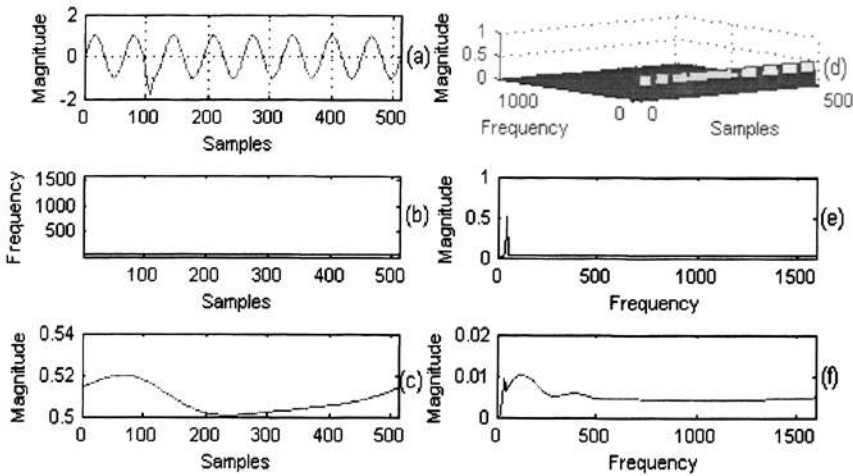 2
0
-2
Magnitude
0 100 200 300 400 500
Samples
(a)
1
0.5
0
Magnitude
1000
0
Frequency
0
500
Samples
(d)
1500
1000
500
Frequency
100 200 300 400 500
Samples
(b)
1
0.5
0
Magnitude
0 500 1000 1500
Frequency
(e)
0.54
0.52
0.5
Magnitude
0 100 200 300 400 500
Samples
(c)
0.02
0.01
0
Magnitude
0 500 1000 1500
Frequency
(f)